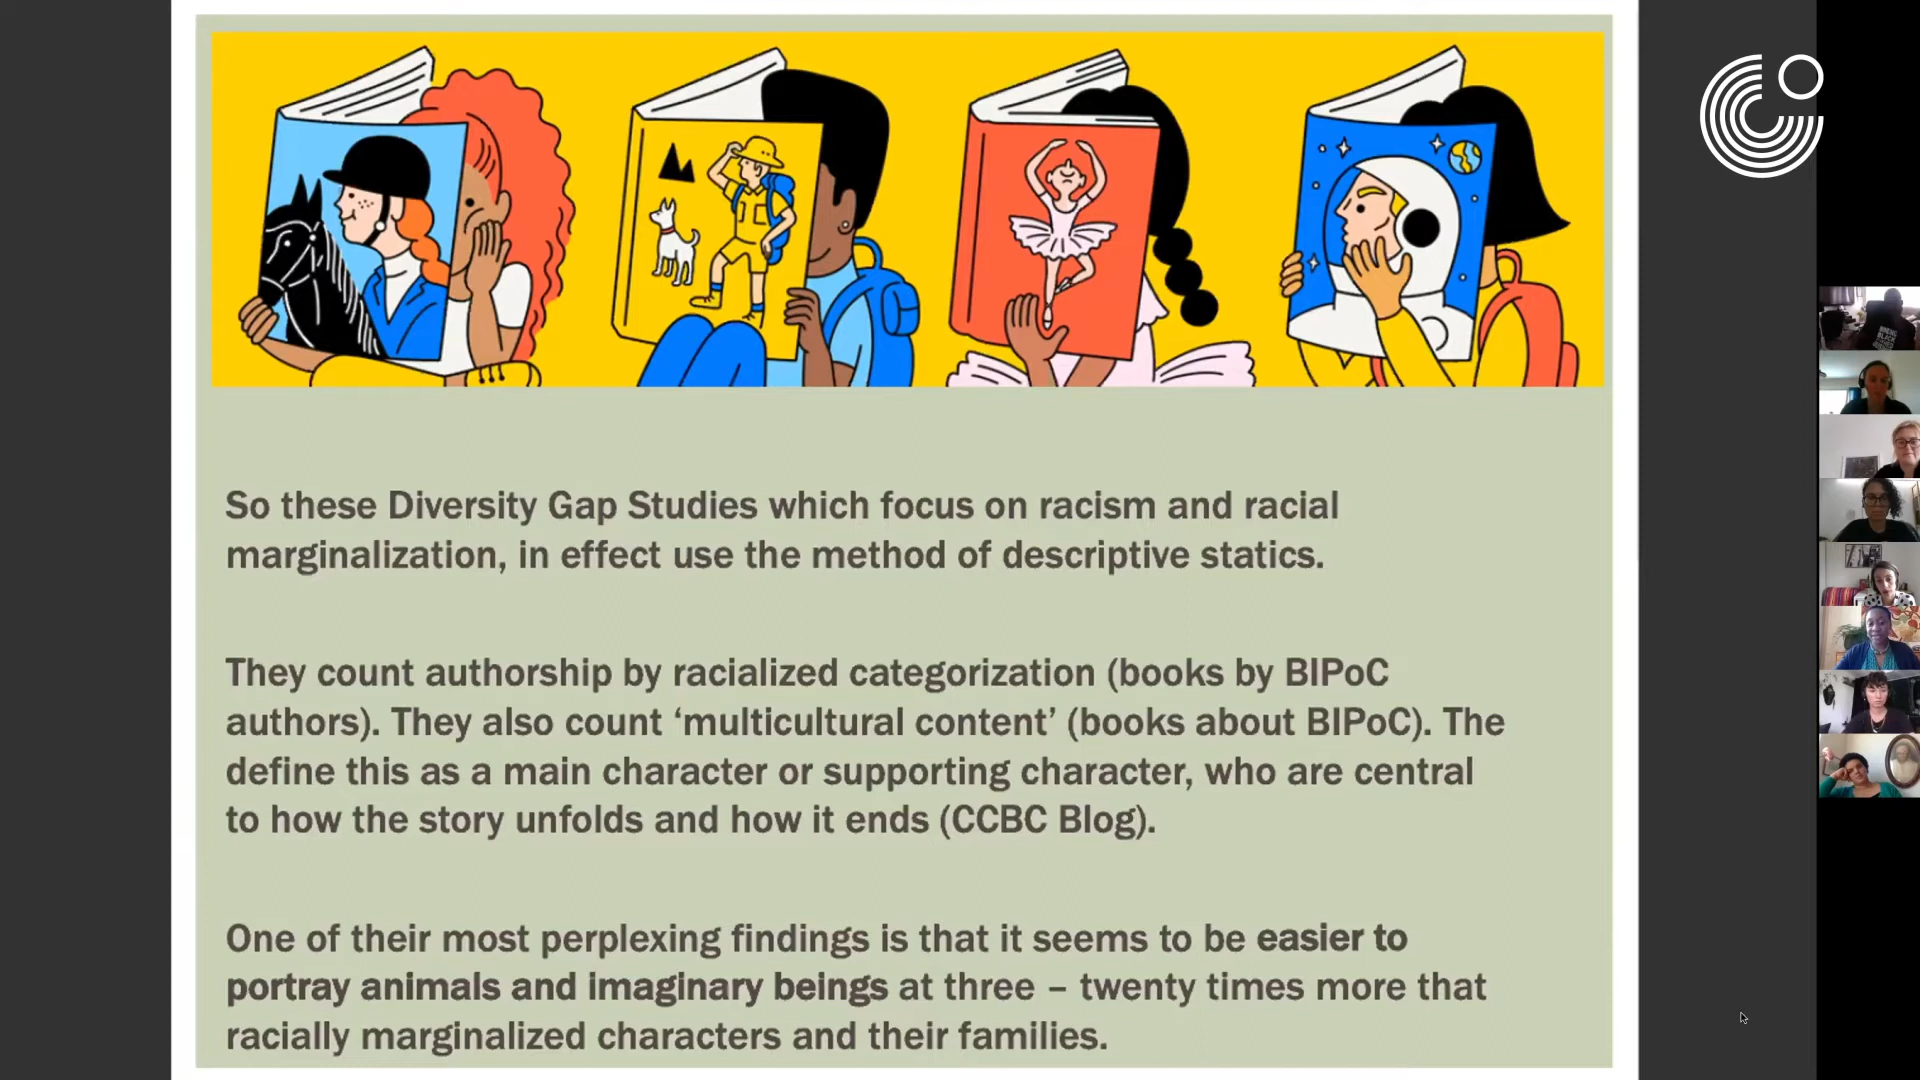 So these Diversity Gap Studies which focus on racism and racial
marginalization, in effect use the method of descriptive statics.
They count authorship by racialized categorization (books by BIPoC
authors). They also count ‘multicultural content’ (books about BIPoC). The
define this as a main character or supporting character, who are central
to how the story unfolds and how it ends (CCBC Blog).
One of their most perplexing findings is that it seems to be easier to
portray animals and imaginary beings at three – twenty times more that
racially marginalized characters and their families.